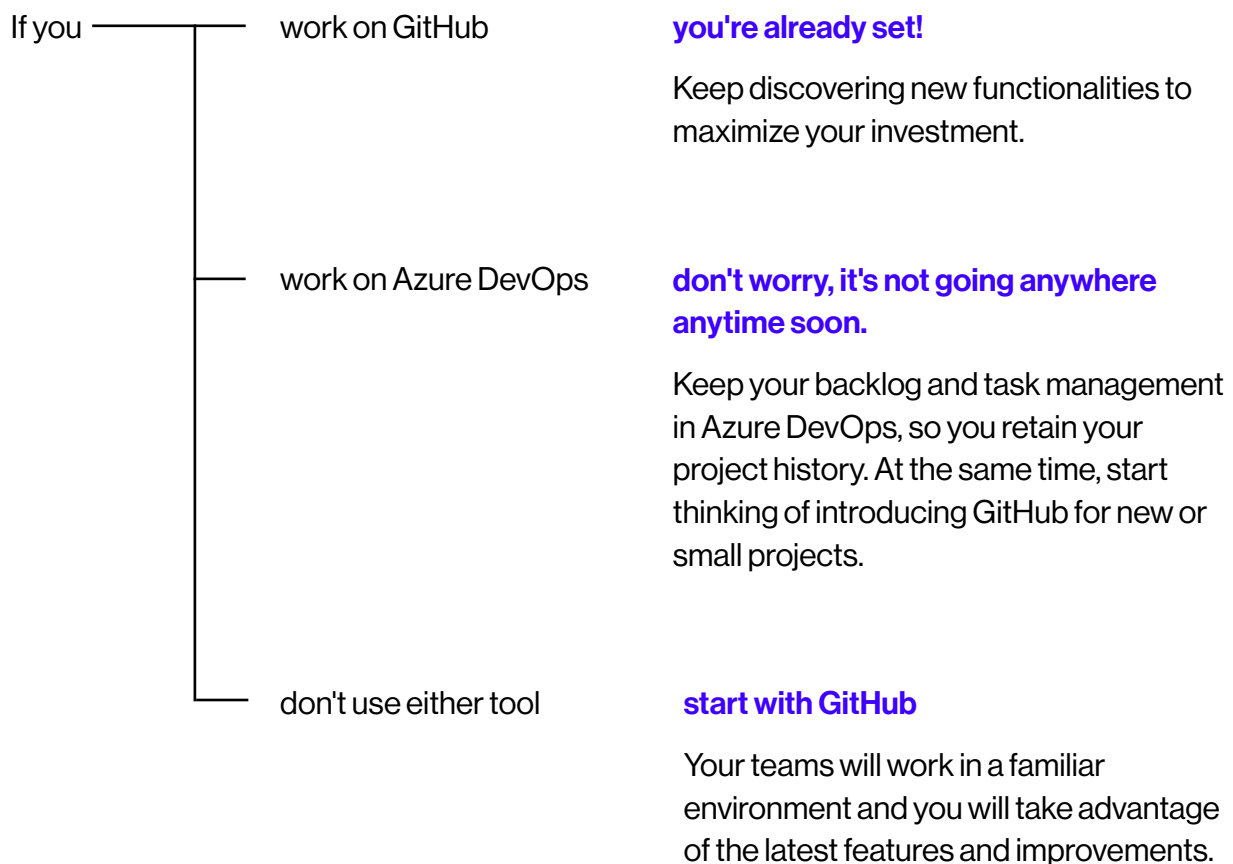 If you
work on GitHub
you're already set!
Keep discovering new functionalities to
maximize your investment.
work on Azure DevOps
don't worry, it's not going anywhere
anytime soon.
Keep your backlog and task management
in Azure DevOps, so you retain your
project history. At the same time, start
thinking of introducing GitHub for new or
small projects.
don't use either tool
start with GitHub
Your teams will work in a familiar
environment and you will take advantage
of the latest features and improvements.